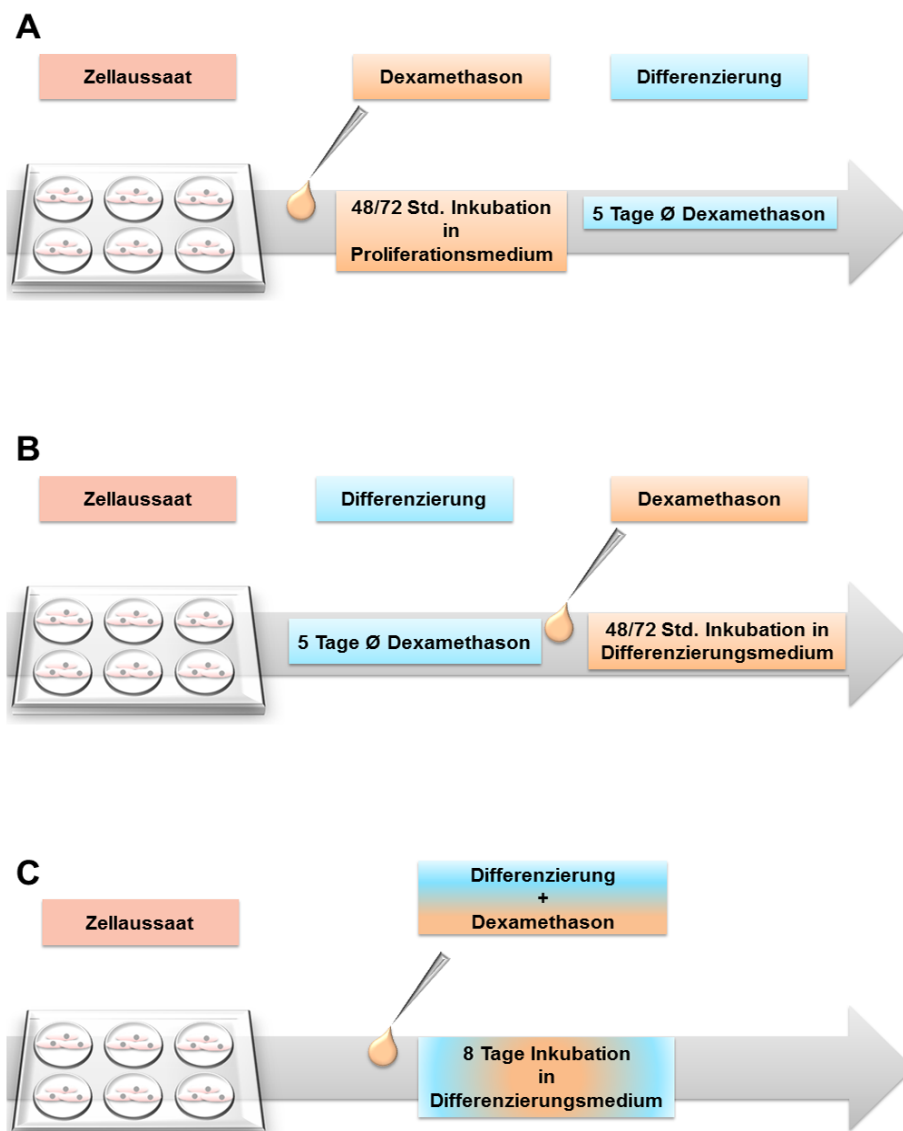 A
Zellaussaat
Dexamethason
Differenzierung
48/72 Std. Inkubation
in
Proliferationsmedium
5 Tage Ø Dexamethason
B
Zellaussaat
Differenzierung
Dexamethason
5 Tage Ø Dexamethason
48/72 Std. Inkubation in
Differenzierungsmedium
C
Zellaussaat
Differenzierung
+
Dexamethason
8 Tage Inkubation
in
Differenzierungsmedium